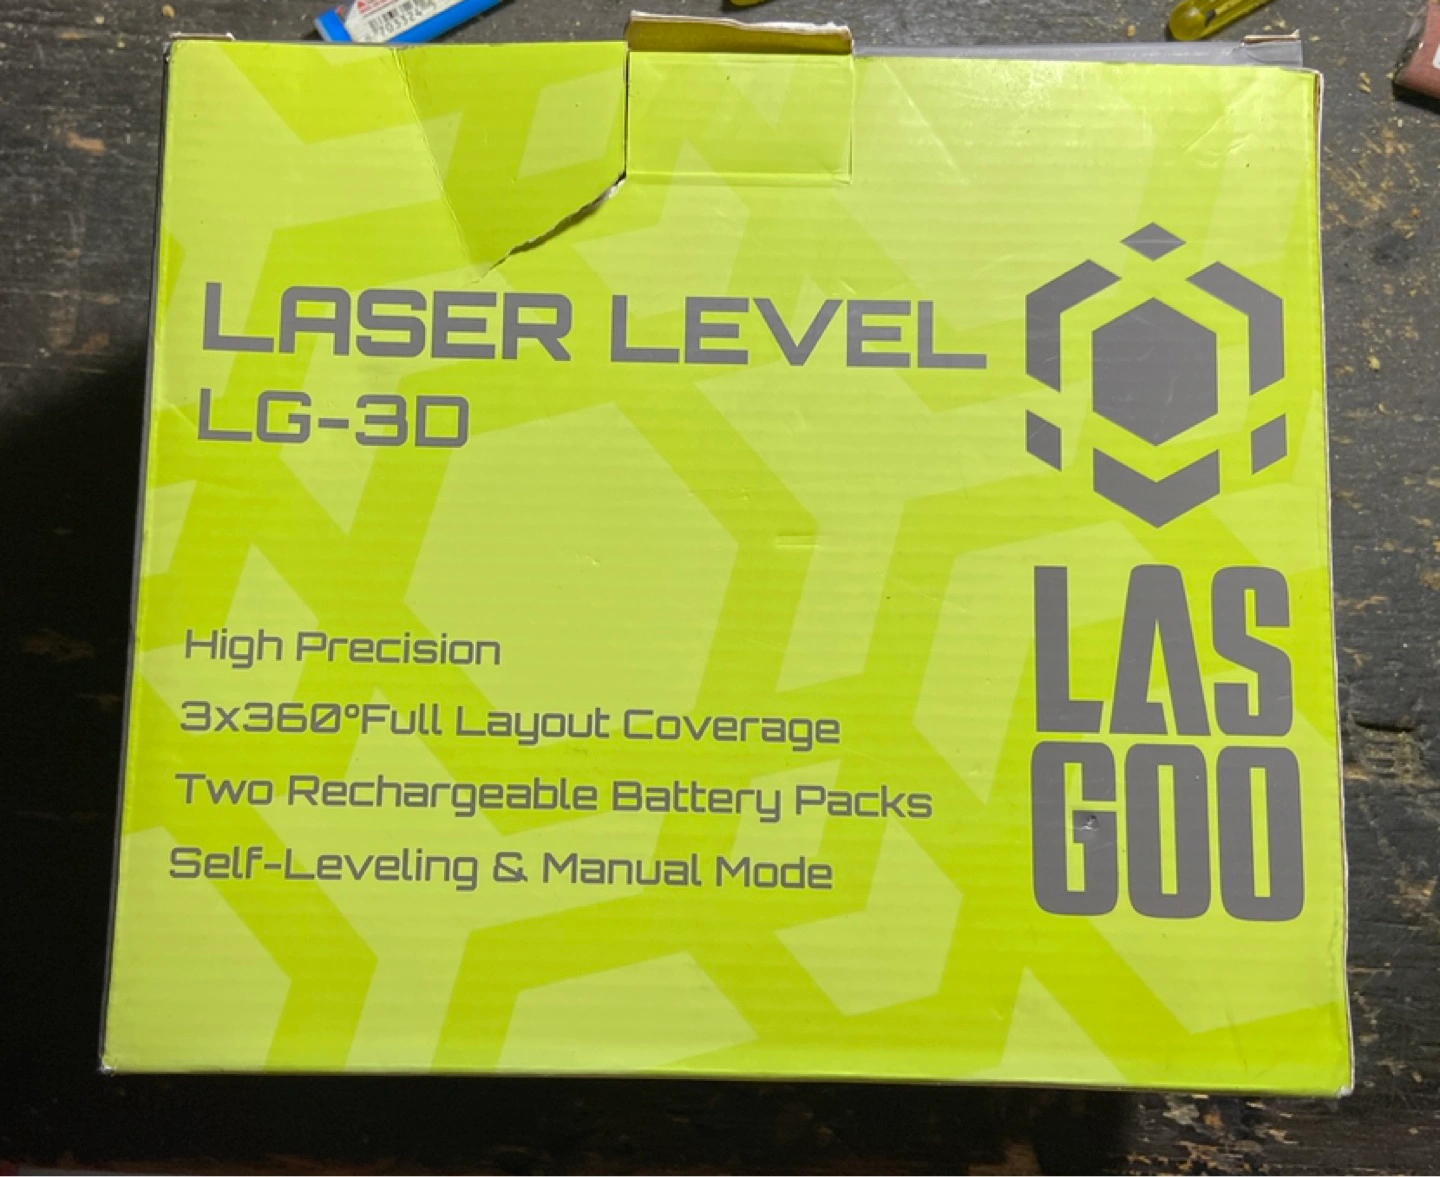 LASER LEVEL
LG-3D
High Precision
3x360°Full Layout Coverage
Two Rechargeable Battery Packs
Self-Leveling & Manual Mode
LAS
GOO